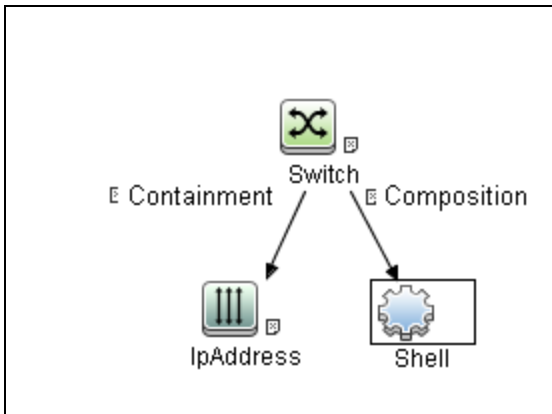 Switch
Containment
Composition
IpAddress
Shell